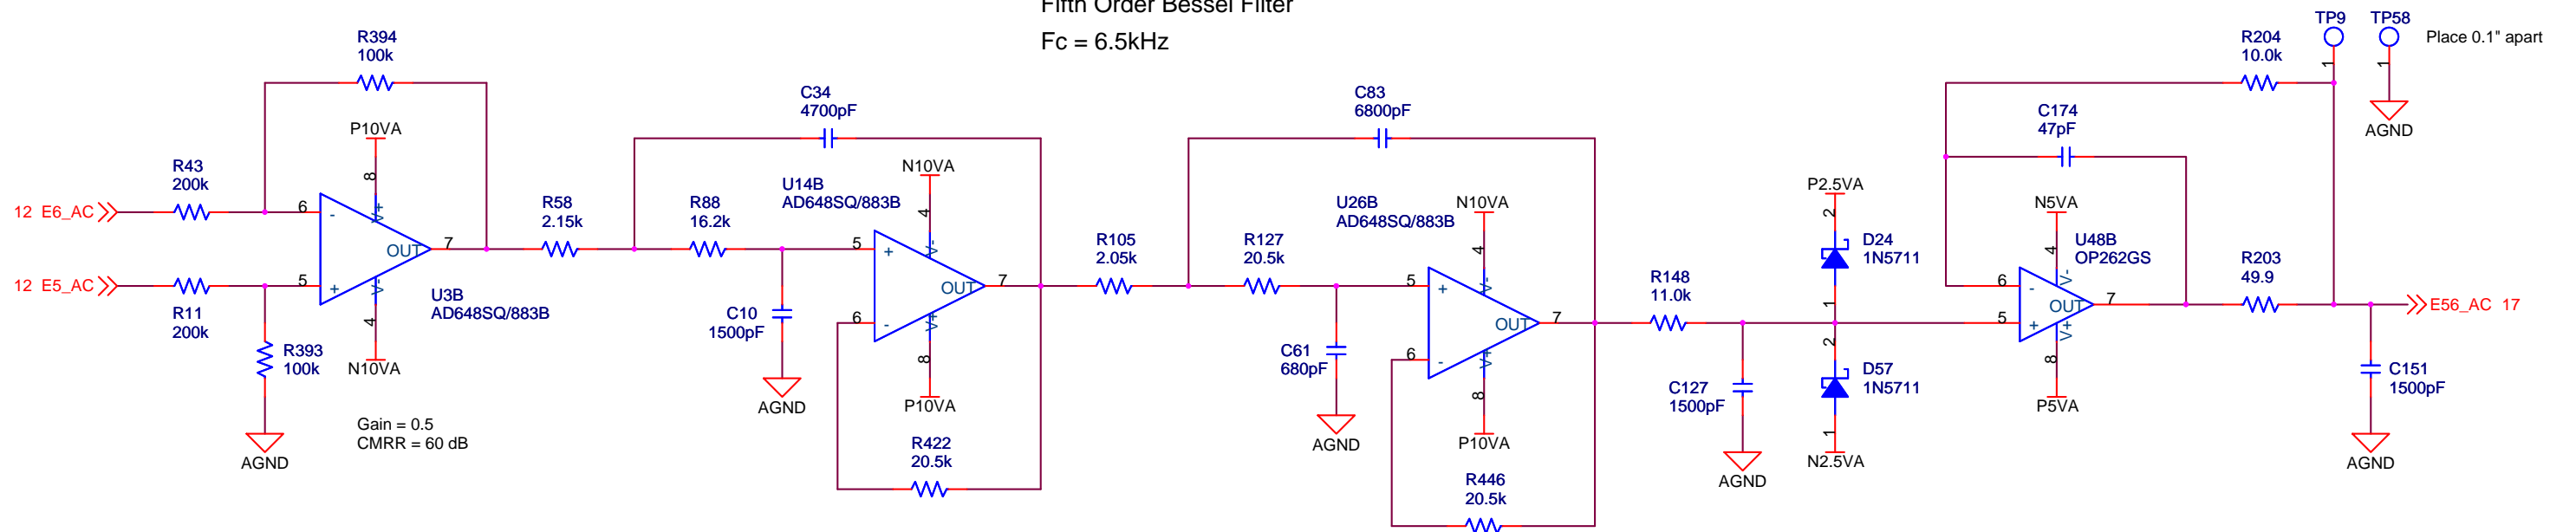 Fifth Order Bessel Filter
Fc = 6.5kHz
R394
100k
P10VA
8
R43
200k
12 E6_AC
6
-
V+
OUT
7
12 E5_AC
5
+
V-
R11
200k
4
U3B
AD648SQ/883B
R393
100k
N10VA
AGND
Gain = 0.5
CMRR = 60 dB
R58
2.15k
C34
4700pF
R88
16.2k
U14B
AD648SQ/883B
N10VA
4
5
+
V-
OUT
7
6
-
V+
8
C10
1500pF
AGND
P10VA
R422
20.5k
R105
2.05k
C83
6800pF
R127
20.5k
U26B
AD648SQ/883B
N10VA
4
5
+
V-
OUT
7
6
-
V+
8
C61
680pF
AGND
P10VA
R446
20.5k
R148
11.0k
C127
1500pF
AGND
P2.5VA
2
D24
1N5711
1
2
D57
1N5711
1
N2.5VA
R204
10.0k
TP9
1
TP58
1
Place 0.1" apart
AGND
C174
47pF
N5VA
4
U48B
OP262GS
6
-
V-
OUT
7
5
+
V+
8
P5VA
R203
49.9
E56_AC 17
C151
1500pF
AGND